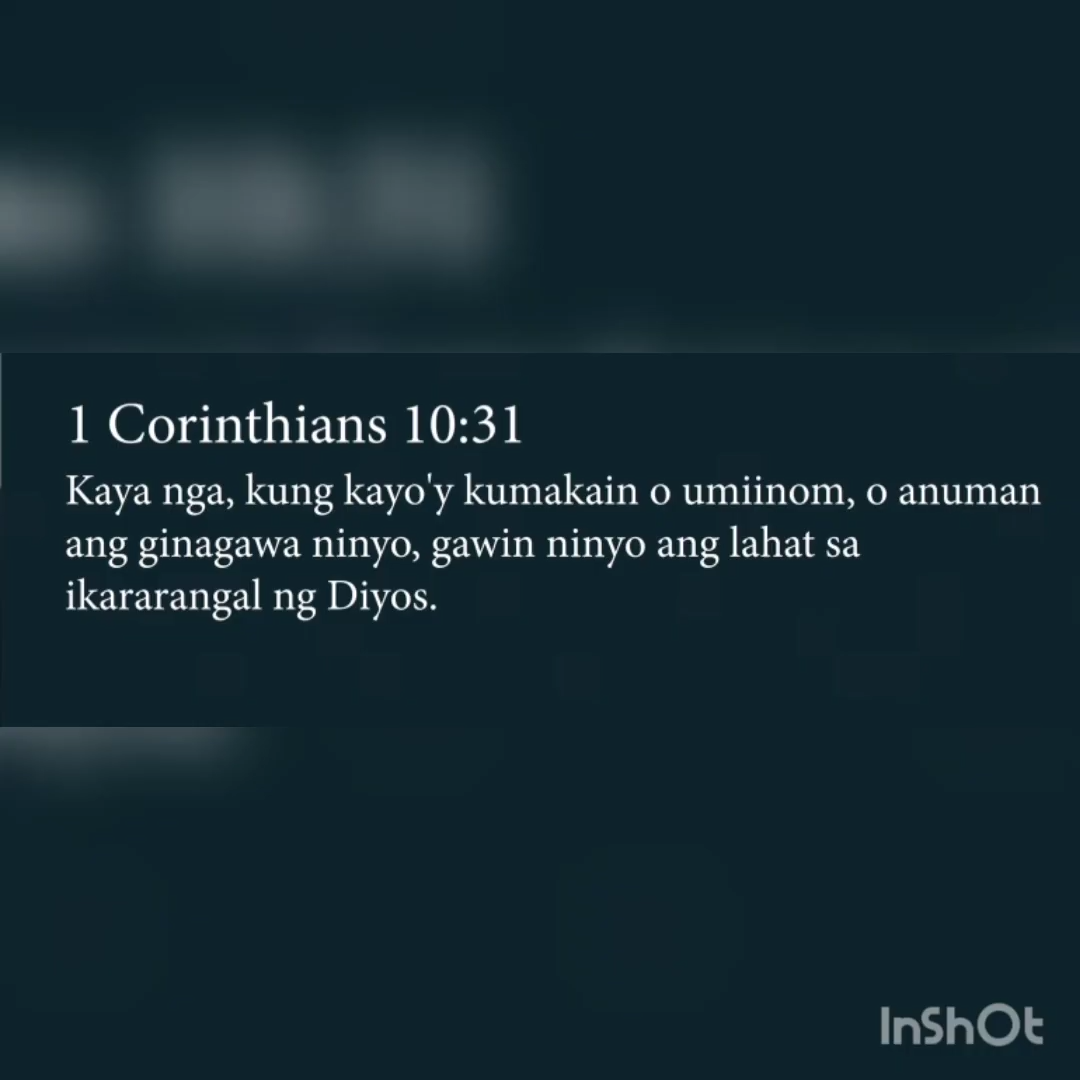 1 Corinthians 10:31
Kaya nga, kung kayo'y kumakain o umiinom, o anuman
ang ginagawa ninyo, gawin ninyo ang lahat sa
ikararangal ng Diyos.
InShOt